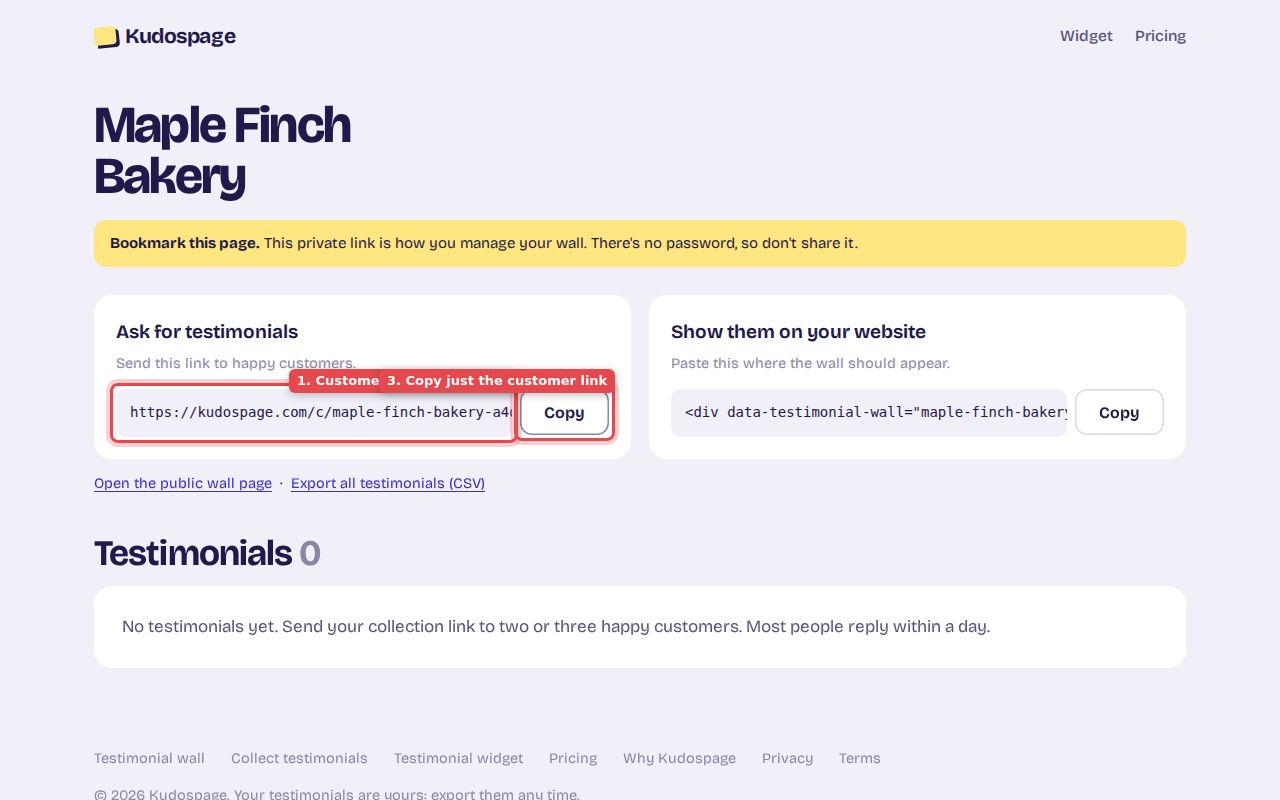 Kudospage
Widget
Pricing
Maple Finch
Bakery
Bookmark this page. This private link is how you manage your wall. There's no password, so don't share it.
Ask for testimonials
Send this link to happy customers.
1. Custome
3. Copy just the customer link
https://kudospage.com/c/maple-finch-bakery-a4
Copy
Show them on your website
Paste this where the wall should appear.
<div data-testimonial-wall="maple-finch-bakery
Copy
Open the public wall page · Export all testimonials (CSV)
Testimonials 0
No testimonials yet. Send your collection link to two or three happy customers. Most people reply within a day.
Testimonial wall
Collect testimonials
Testimonial widget
Pricing
Why Kudospage
Privacy
Terms
© 2026 Kudospage. Your testimonials are yours: export them any time.